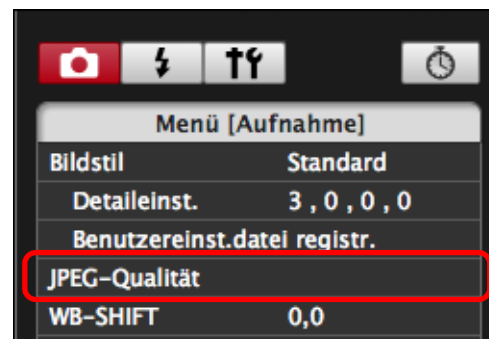 Menü [Aufnahme]
Bildstil Standard
Detaileinst. 3 , 0 , 0 , 0
Benutzereinst.datei registr.
JPEG-Qualität
WB-SHIFT 0,0